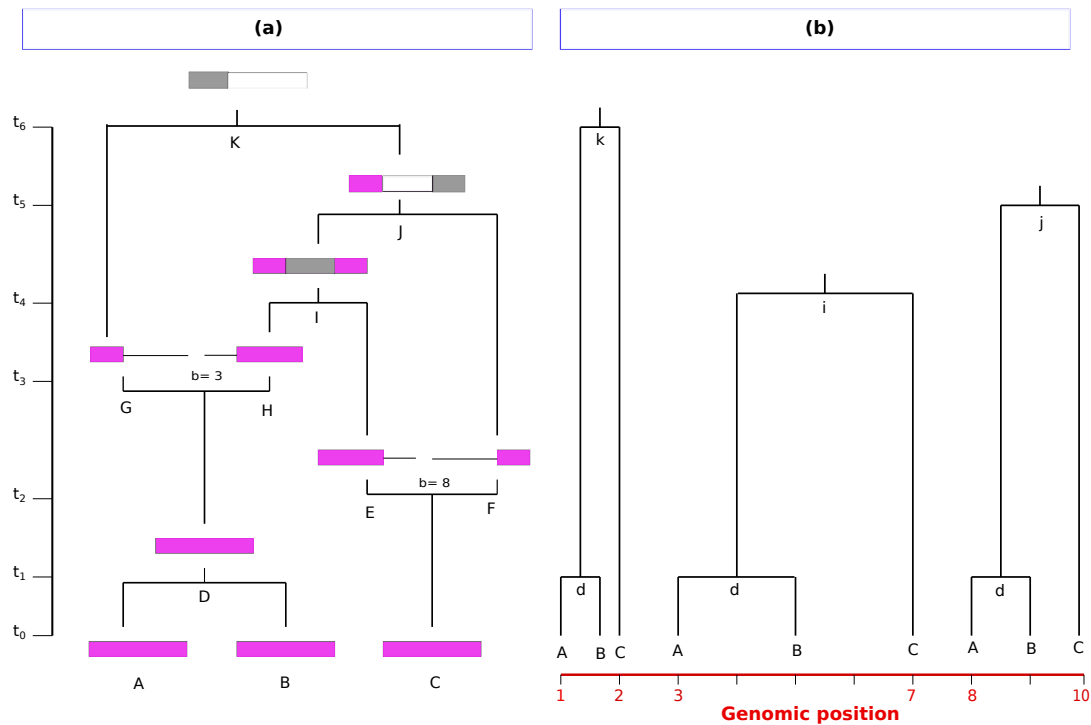 (a)
(b)
t6
K
k
t5
J
j
t4
I
i
t3
b= 3
G
H
b= 8
t2
E
F
t1
D
d
d
d
t0
A
B
C
A
B
C
A
B
C
A
B
C
1
2
3
7
8
10
Genomic position